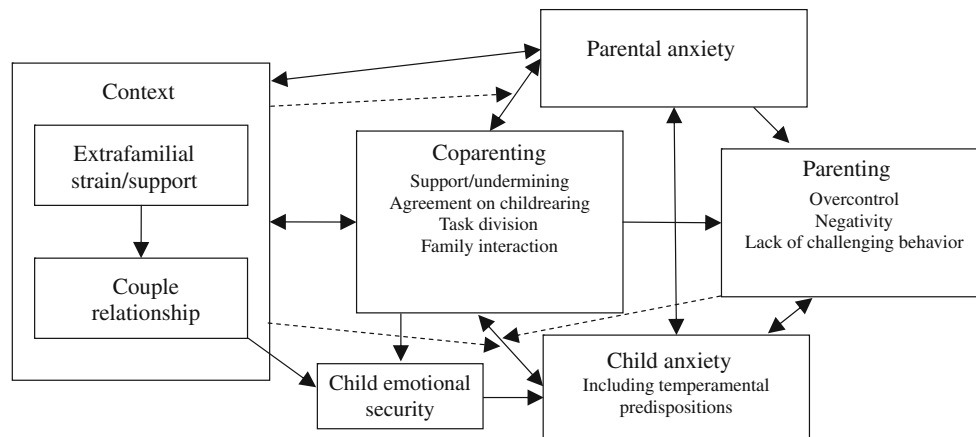 Parental anxiety
Context
Extrafamilial
strain/support
Couple
relationship
Coparenting
Support/undermining
Agreement on childrearing
Task division
Family interaction
Parenting
Overcontrol
Negativity
Lack of challenging behavior
Child emotional
security
Child anxiety
Including temperamental
predispositions